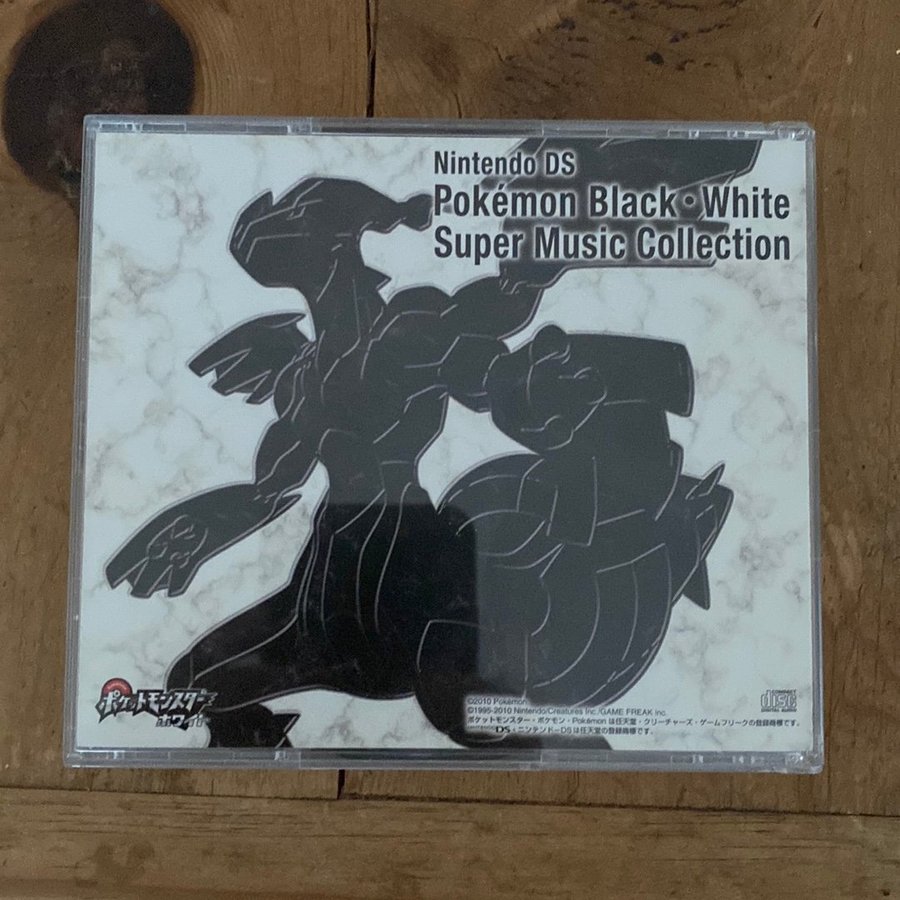 Nintendo DS
Pokémon Black・White
Super Music Collection
ポケットモンスター
©2010 Pokémon.
©1995-2010 Nintendo/Creatures Inc./GAME FREAK inc.
ポケットモンスター・ポケモン・Pokémonは任天堂・クリーチャーズ・ゲームフリークの登録商標です。
DS・ニンテンドーDSは任天堂の登録商標です。
COMPACT
disc
DIGITAL AUDIO